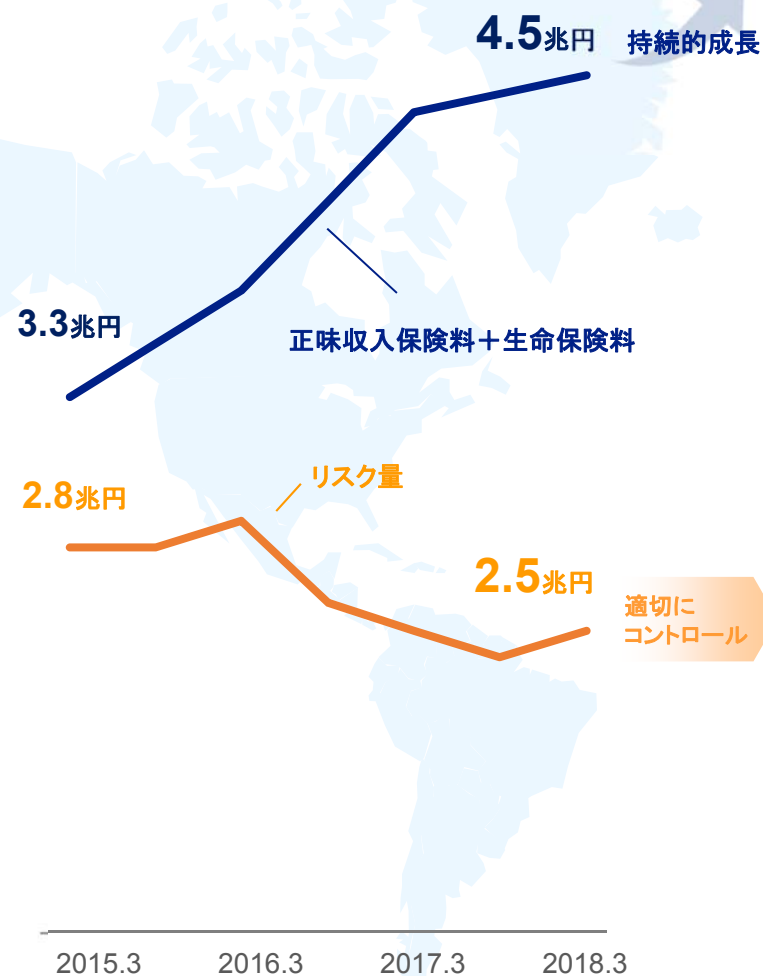 4.5兆円
持続的成長
3.3兆円
正味収入保険料＋生命保険料
リスク量
2.8兆円
2.5兆円
適切に
コントロール
2015.3
2016.3
2017.3
2018.3